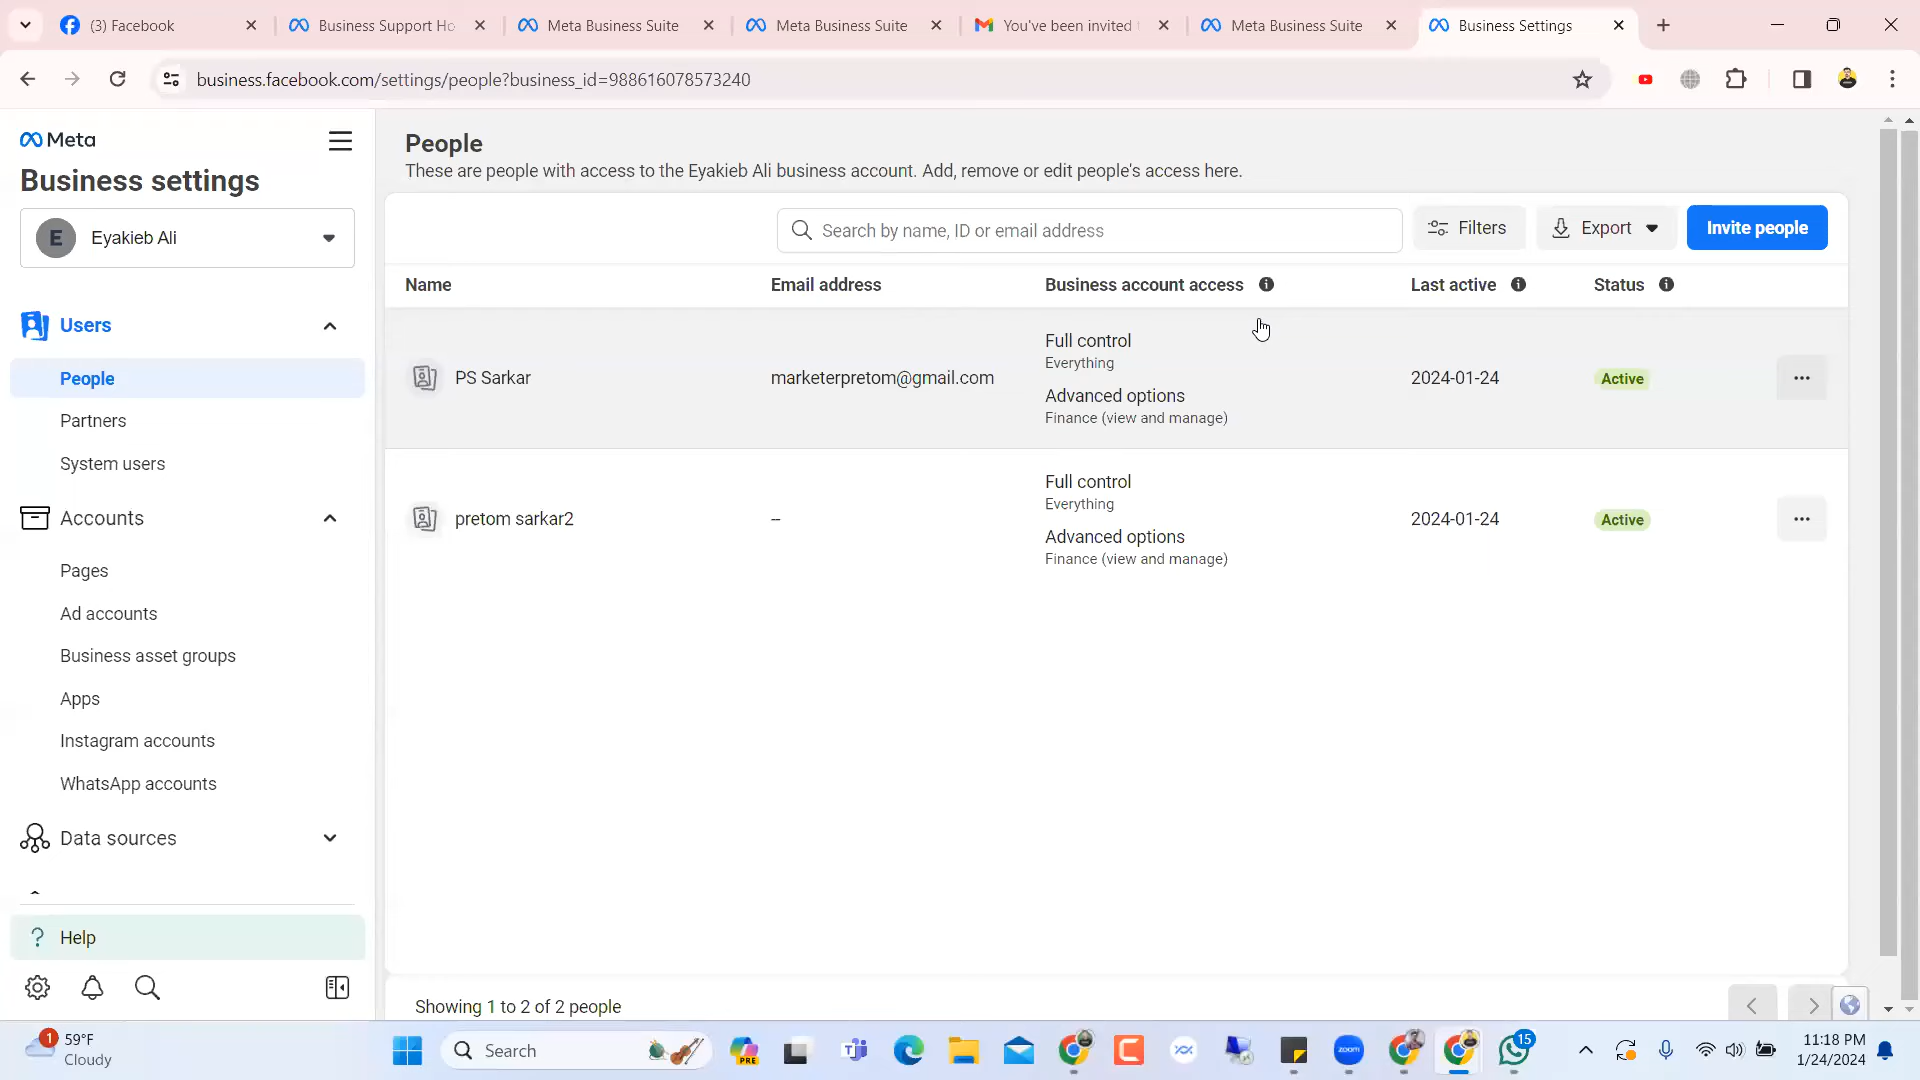 (3) Facebook
Business Support Ho
Meta Business Suite
Meta Business Suite
You've been invited
Meta Business Suite
Business Settings
business.facebook.com/settings/people?business_id=988616078573240
Meta
Business settings
E
Eyakieb Ali
Users
People
Partners
System users
Accounts
Pages
Ad accounts
Business asset groups
Apps
Instagram accounts
WhatsApp accounts
Data sources
? Help
People
These are people with access to the Eyakieb Ali business account. Add, remove or edit people's access here.
Search by name, ID or email address
Filters
Export
Invite people
Name Email address Business account access Last active Status
PS Sarkar marketerpretom@gmail.com Full control 2024-01-24 Active
Everything
Advanced options
Finance (view and manage)
pretom sarkar2 -- Full control 2024-01-24 Active
Everything
Advanced options
Finance (view and manage)
Showing 1 to 2 of 2 people
1
59°F
Cloudy
Search
PRE
zoom
15
11:18 PM
1/24/2024